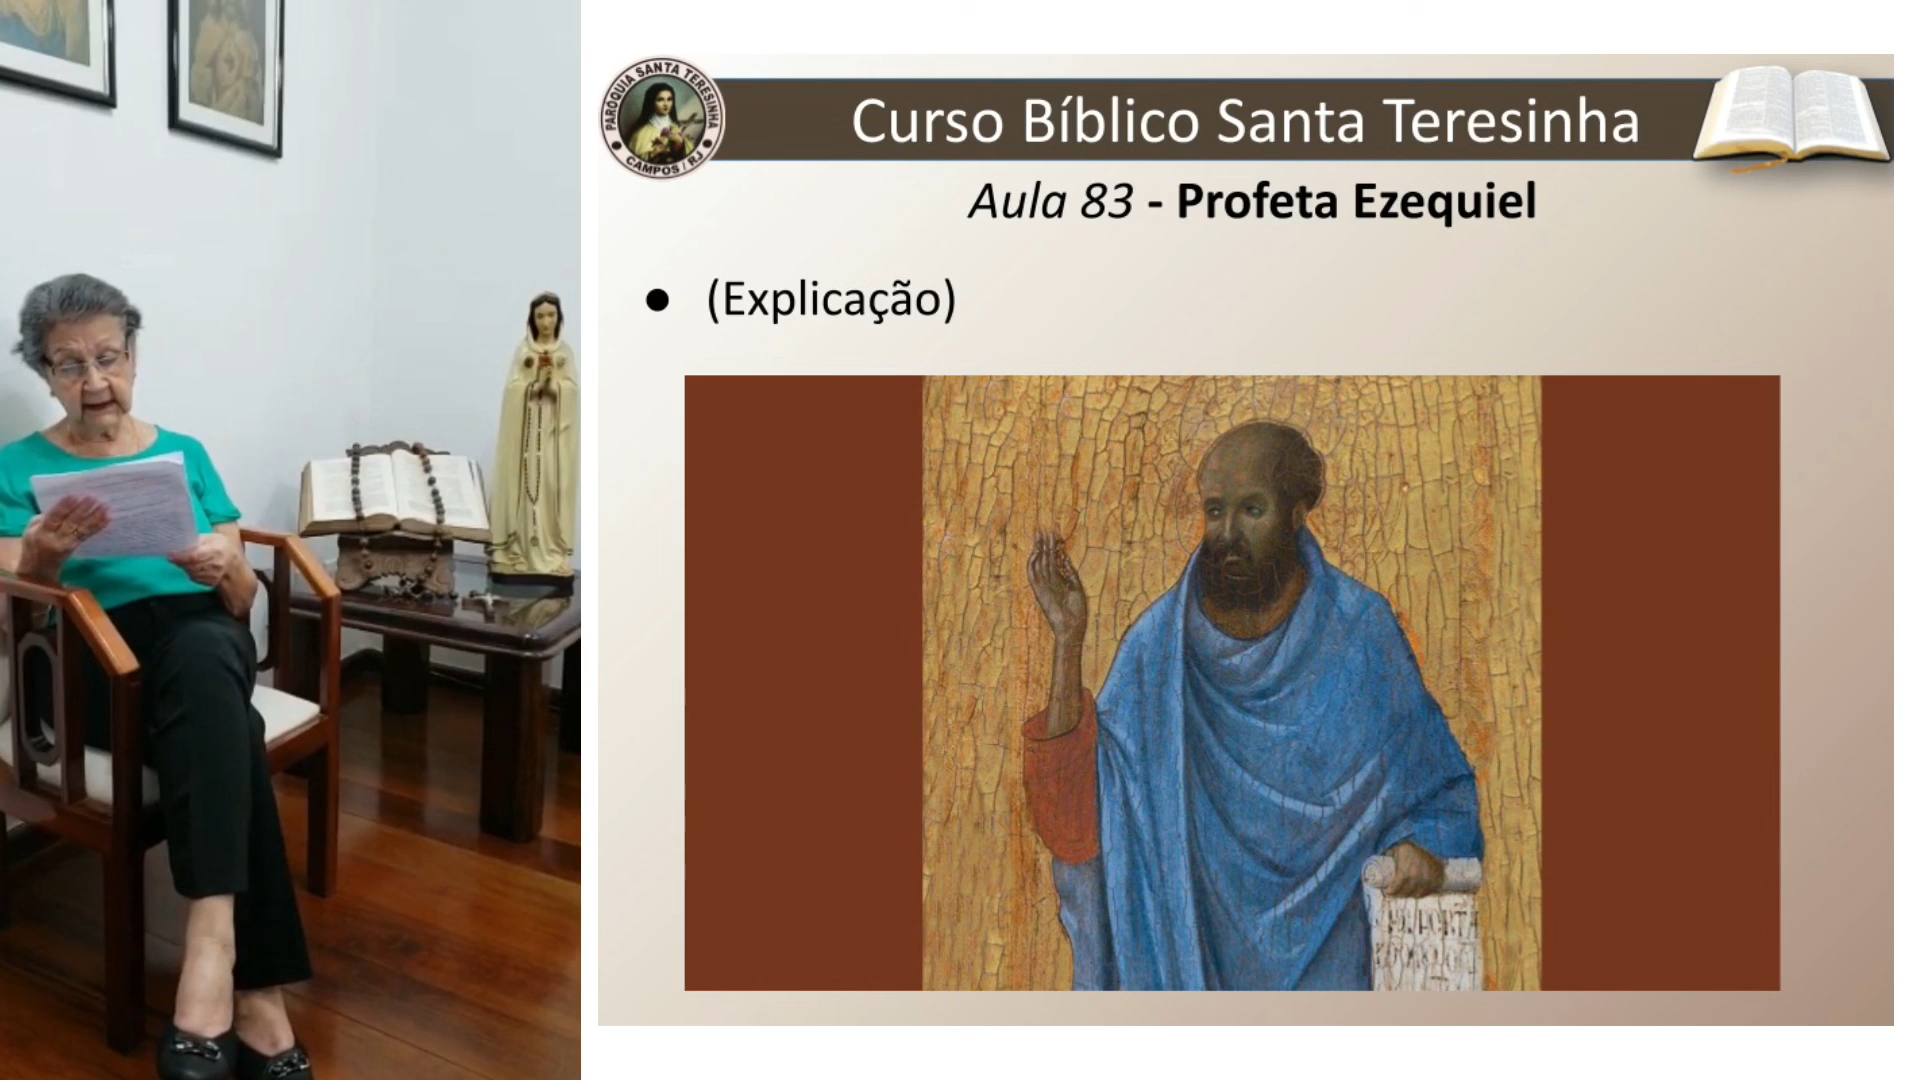 PARÓQUIA SANTA TERESINHA
CAMPOS / RJ
Curso Bíblico Santa Teresinha
Aula 83 - Profeta Ezequiel
● (Explicação)